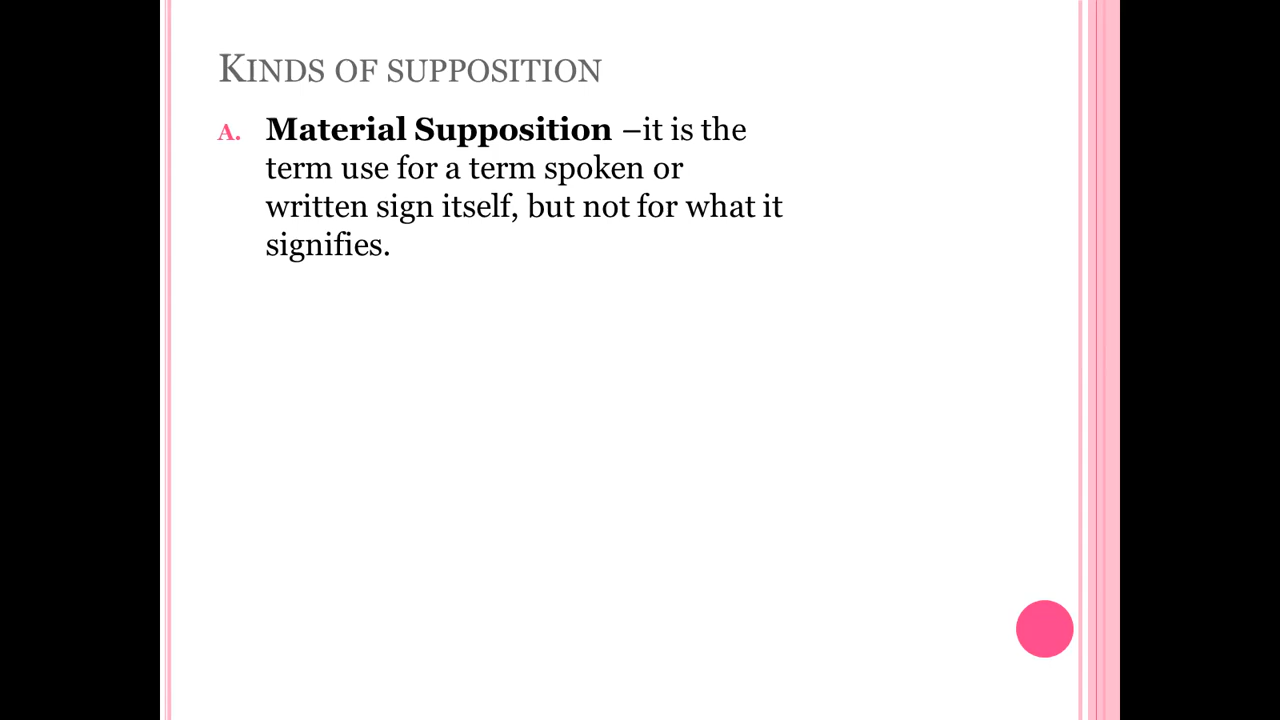 KINDS OF SUPPOSITION
A. Material Supposition –it is the
term use for a term spoken or
written sign itself, but not for what it
signifies.